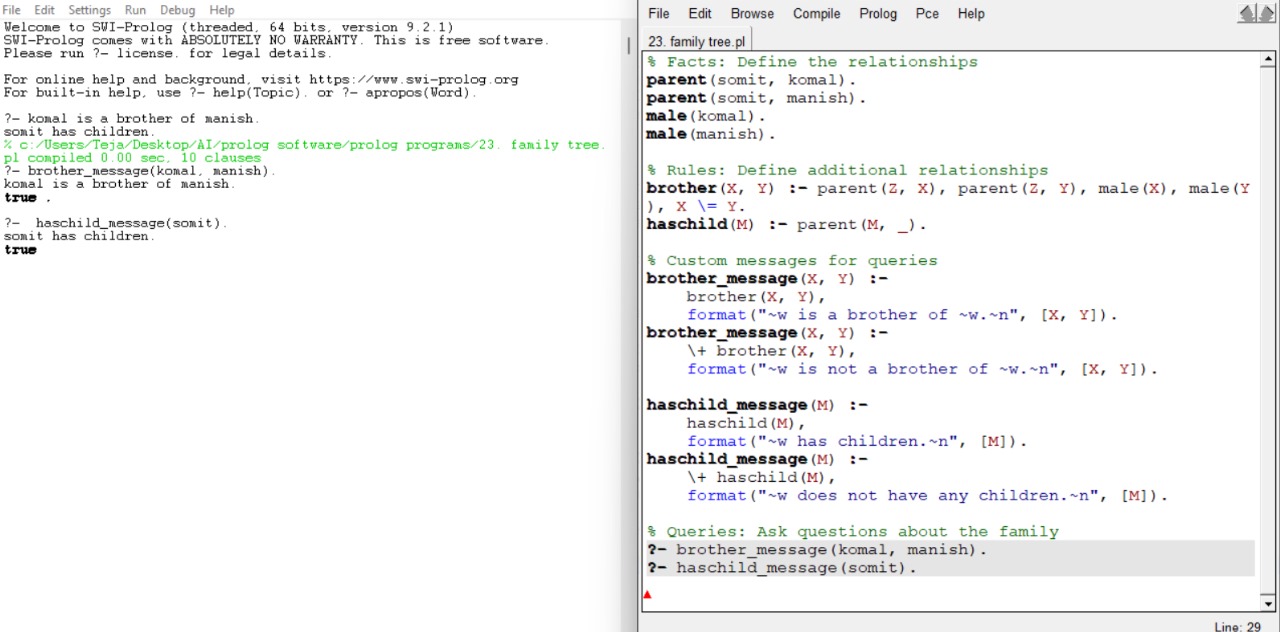 File Edit Settings Run Debug Help
Welcome to SWI-Prolog (threaded, 64 bits, version 9.2.1)
SWI-Prolog comes with ABSOLUTELY NO WARRANTY. This is free software.
Please run ?- license. for legal details.
For online help and background, visit https://www.swi-prolog.org
For built-in help, use ?- help(Topic). or ?- apropos(Word).
?- komal is a brother of manish.
somit has children.
% c:/Users/Teja/Desktop/AI/prolog software/prolog programs/23. family tree.
pl compiled 0.00 sec, 10 clauses
?- brother_message(komal, manish).
komal is a brother of manish.
true .
?-  haschild_message(somit).
somit has children.
true
File Edit Browse Compile Prolog Pce Help
23. family tree.pl
% Facts: Define the relationships
parent(somit, komal).
parent(somit, manish).
male(komal).
male(manish).
% Rules: Define additional relationships
brother(X, Y) :- parent(Z, X), parent(Z, Y), male(X), male(Y
), X \= Y.
haschild(M) :- parent(M, _).
% Custom messages for queries
brother_message(X, Y) :-
    brother(X, Y),
    format("~w is a brother of ~w.~n", [X, Y]).
brother_message(X, Y) :-
    \+ brother(X, Y),
    format("~w is not a brother of ~w.~n", [X, Y]).
haschild_message(M) :-
    haschild(M),
    format("~w has children.~n", [M]).
haschild_message(M) :-
    \+ haschild(M),
    format("~w does not have any children.~n", [M]).
% Queries: Ask questions about the family
?- brother_message(komal, manish).
?- haschild_message(somit).
Line: 29